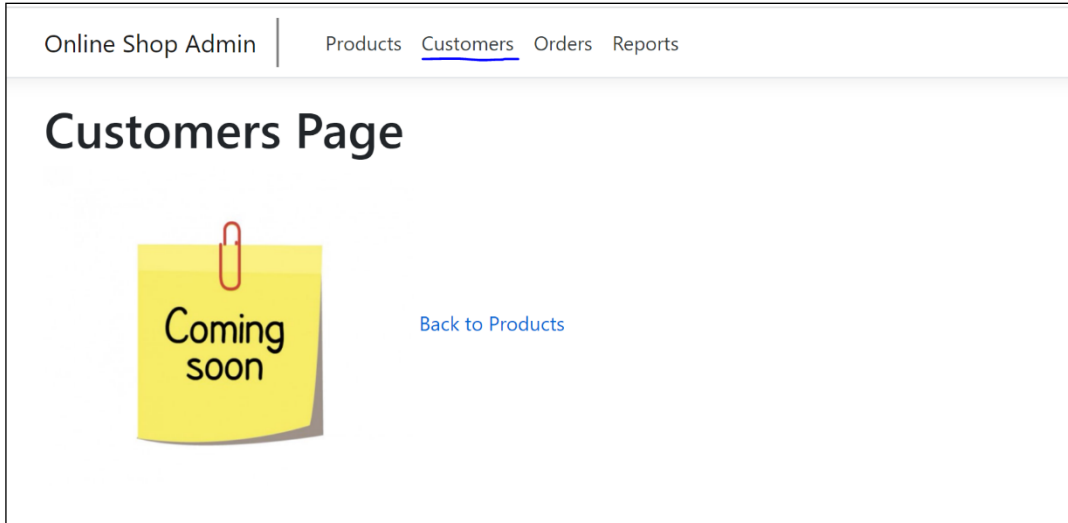 Online Shop Admin Products Customers Orders Reports
Customers Page
Coming
soon
Back to Products